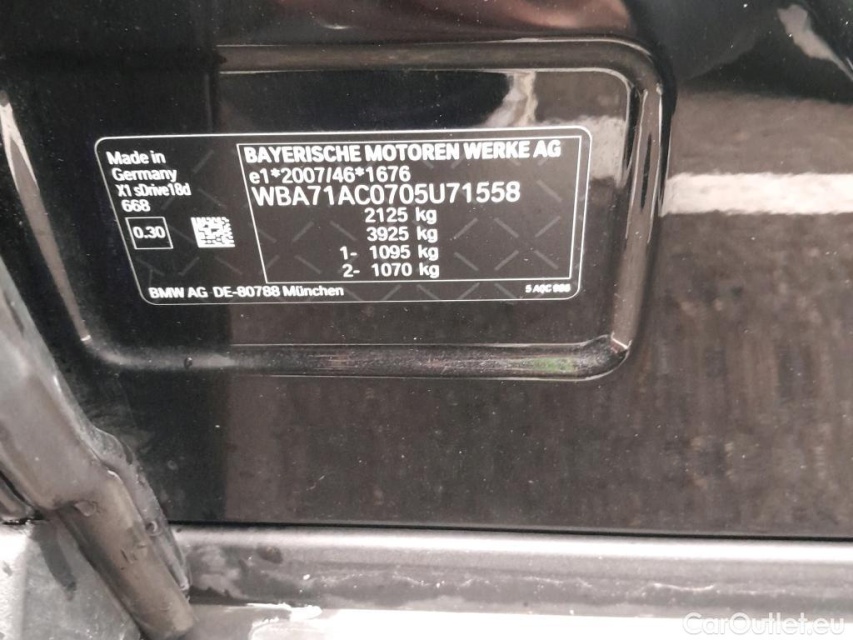 Made in
Germany
X1 sDrive18d
668
0.30
BAYERISCHE MOTOREN WERKE AG
e1*2007/46*1676
WBA71AC0705U71558
2125 kg
3925 kg
1- 1095 kg
2- 1070 kg
BMW AG DE-80788 München
CarOutlet.eu